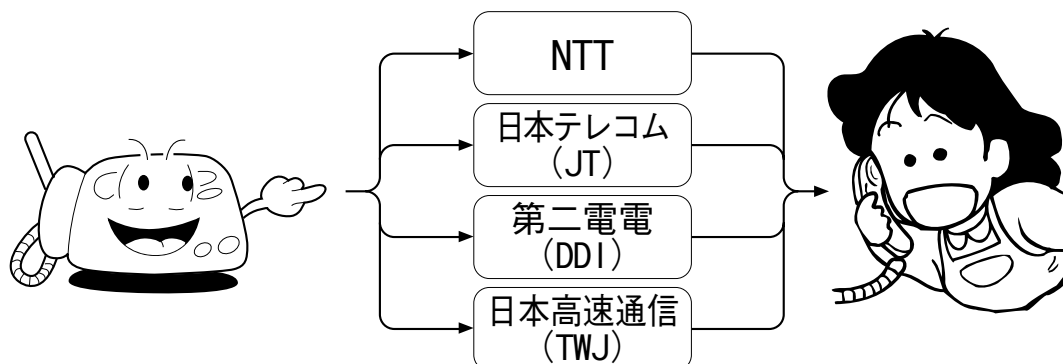 NTT
日本テレコム
(JT)
第二電電
(DDI)
日本高速通信
(TWJ)